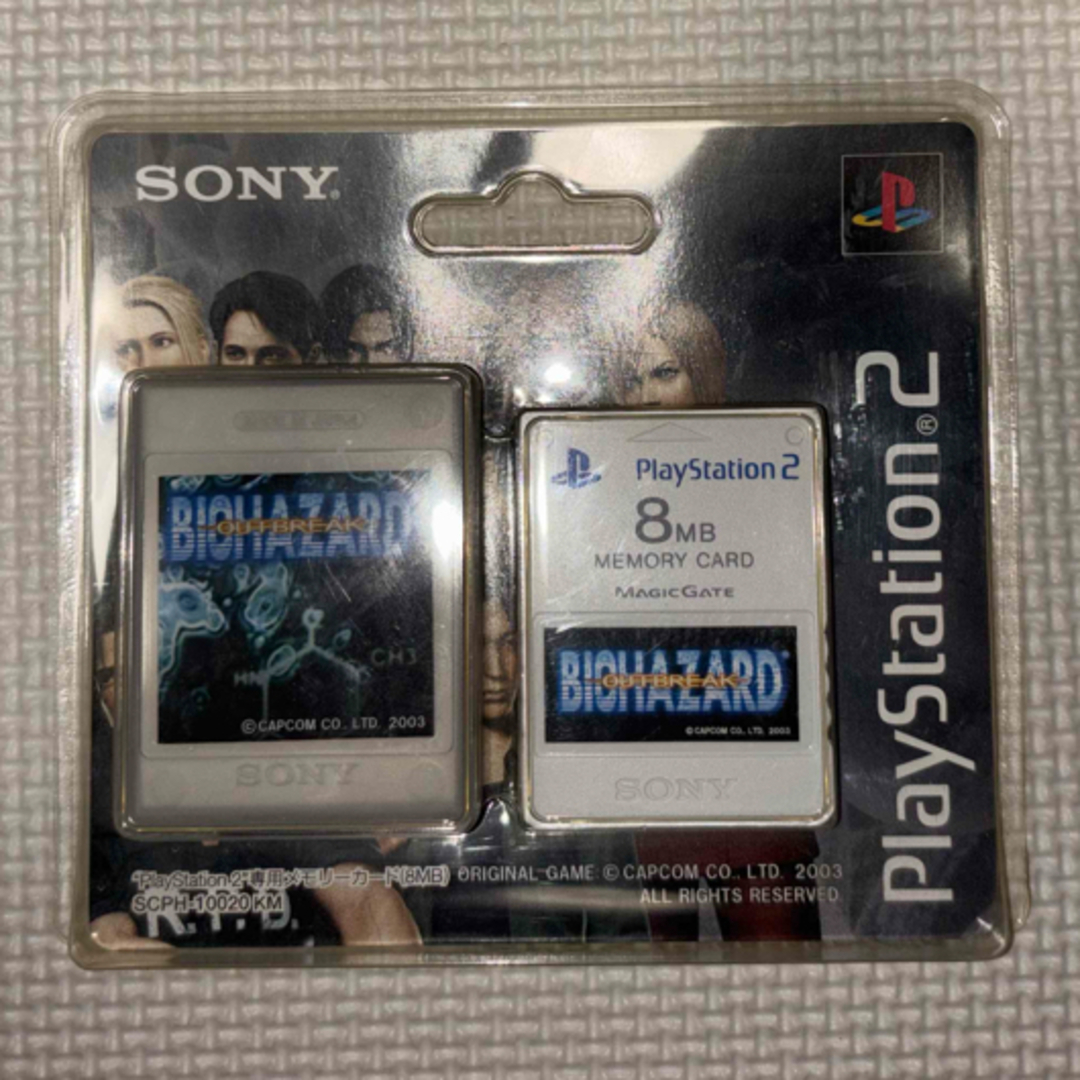 SONY®
PlayStation®2
BIOHAZARD
OUTBREAK
HN
CH3
©CAPCOM CO., LTD. 2003
SONY
PlayStation 2
8MB
MEMORY CARD
MAGICGATE
BIOHAZARD®
OUTBREAK
©CAPCOM CO., LTD. 2003
SONY
"PlayStation 2"専用メモリーカード(8MB)
SCPH-10020 KM
ORIGINAL GAME ©CAPCOM CO., LTD. 2003
ALL RIGHTS RESERVED.